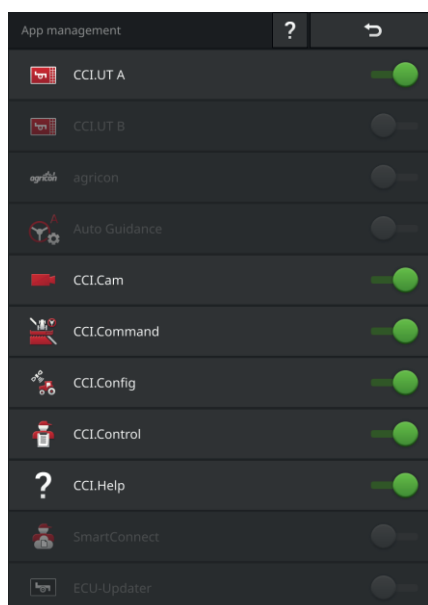 App management ?
CCI.UT A
CCI.UT B
agricon agricon
A Auto Guidance
CCI.Cam
CCI.Command
CCI.Config
CCI.Control
? CCI.Help
SmartConnect
ECU-Updater